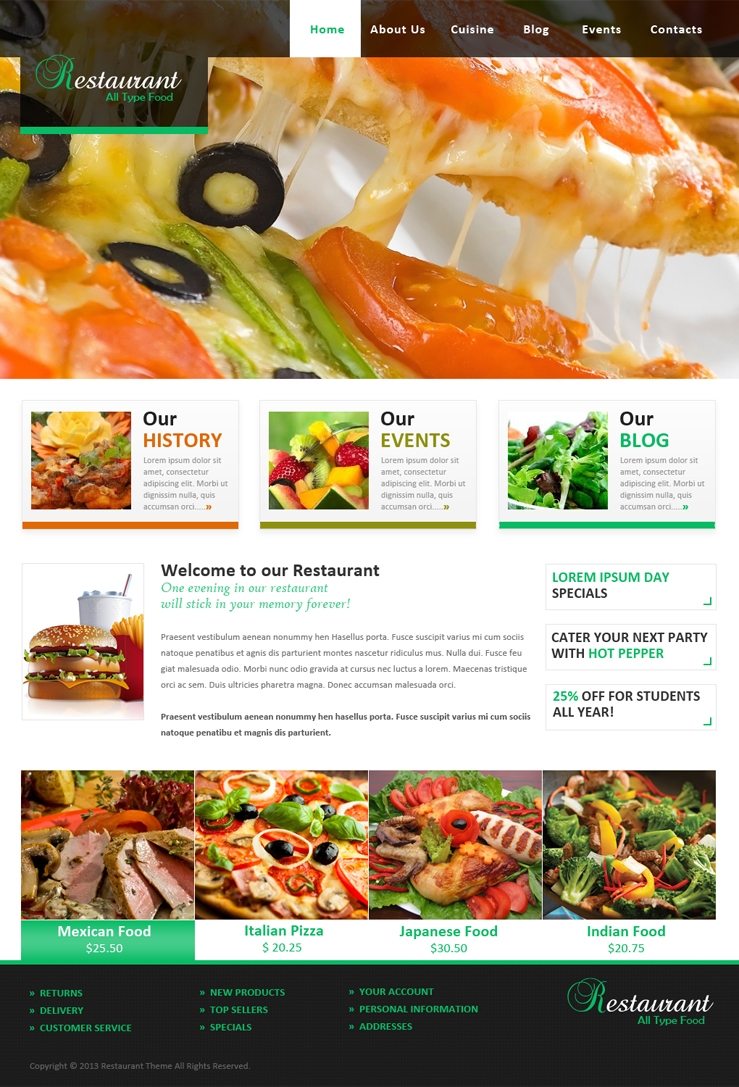 Home About Us Cuisine Blog Events Contacts
Restaurant
All Type Food
Our
HISTORY
Lorem ipsum dolor sit
amet, consectetur
adipiscing elit. Morbi ut
dignissim nulla, quis
accumsan orci.....»
Our
EVENTS
Lorem ipsum dolor sit
amet, consectetur
adipiscing elit. Morbi ut
dignissim nulla, quis
accumsan orci.....»
Our
BLOG
Lorem ipsum dolor sit
amet, consectetur
adipiscing elit. Morbi ut
dignissim nulla, quis
accumsan orci.....»
Welcome to our Restaurant
One evening in our restaurant
will stick in your memory forever!
Praesent vestibulum aenean nonummy hen Hasellus porta. Fusce suscipit varius mi cum sociis
natoque penatibus et agnis dis parturient montes nascetur ridiculus mus. Nulla dui. Fusce feu
giat malesuada odio. Morbi nunc odio gravida at cursus nec luctus a lorem. Maecenas tristique
orci ac sem. Duis ultricies pharetra magna. Donec accumsan malesuada orci.
Praesent vestibulum aenean nonummy hen hasellus porta. Fusce suscipit varius mi cum sociis
natoque penatibu et magnis dis parturient.
LOREM IPSUM DAY
SPECIALS
CATER YOUR NEXT PARTY
WITH HOT PEPPER
25% OFF FOR STUDENTS
ALL YEAR!
Mexican Food
$25.50
Italian Pizza
$ 20.25
Japanese Food
$30.50
Indian Food
$20.75
» RETURNS
» DELIVERY
» CUSTOMER SERVICE
» NEW PRODUCTS
» TOP SELLERS
» SPECIALS
» YOUR ACCOUNT
» PERSONAL INFORMATION
» ADDRESSES
Restaurant
All Type Food
Copyright © 2013 Restaurant Theme All Rights Reserved.